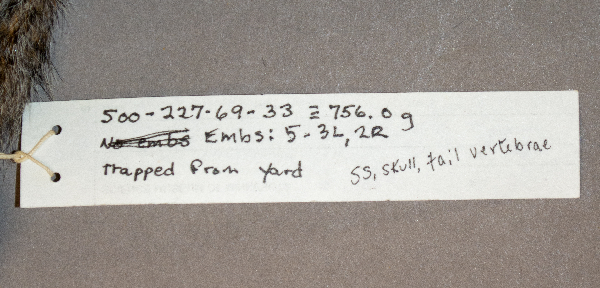 500-227-69-33 ≡ 756.0 g
No embs Embs: 5-3L, 2R
trapped from yard
SS, skull, tail vertebrae